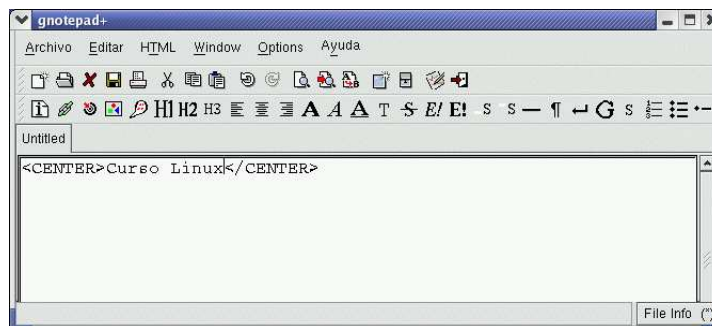 gnotepad+
Archivo Editar HTML Window Options Ayuda
H1 H2 H3 A A A T S E! E! S S G S
Untitled
<CENTER>Curso Linux</CENTER>
File Info (*)